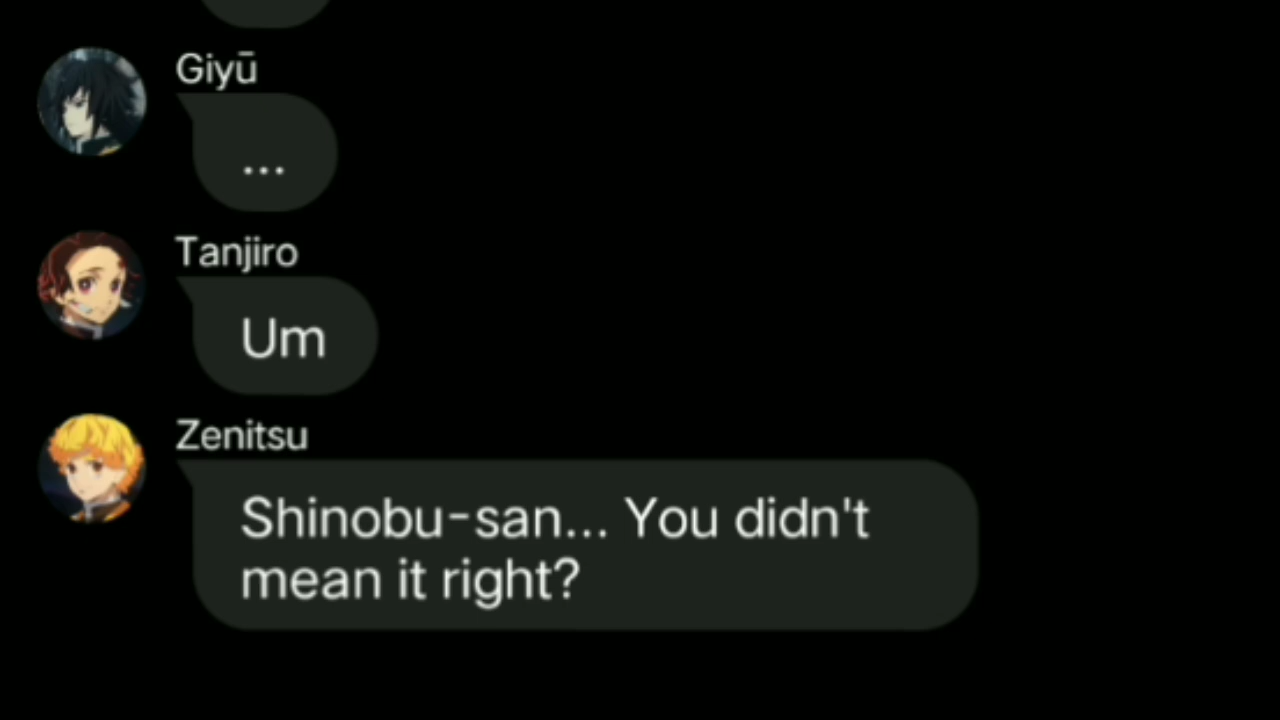 Giyū
...
Tanjiro
Um
Zenitsu
Shinobu-san... You didn't
mean it right?